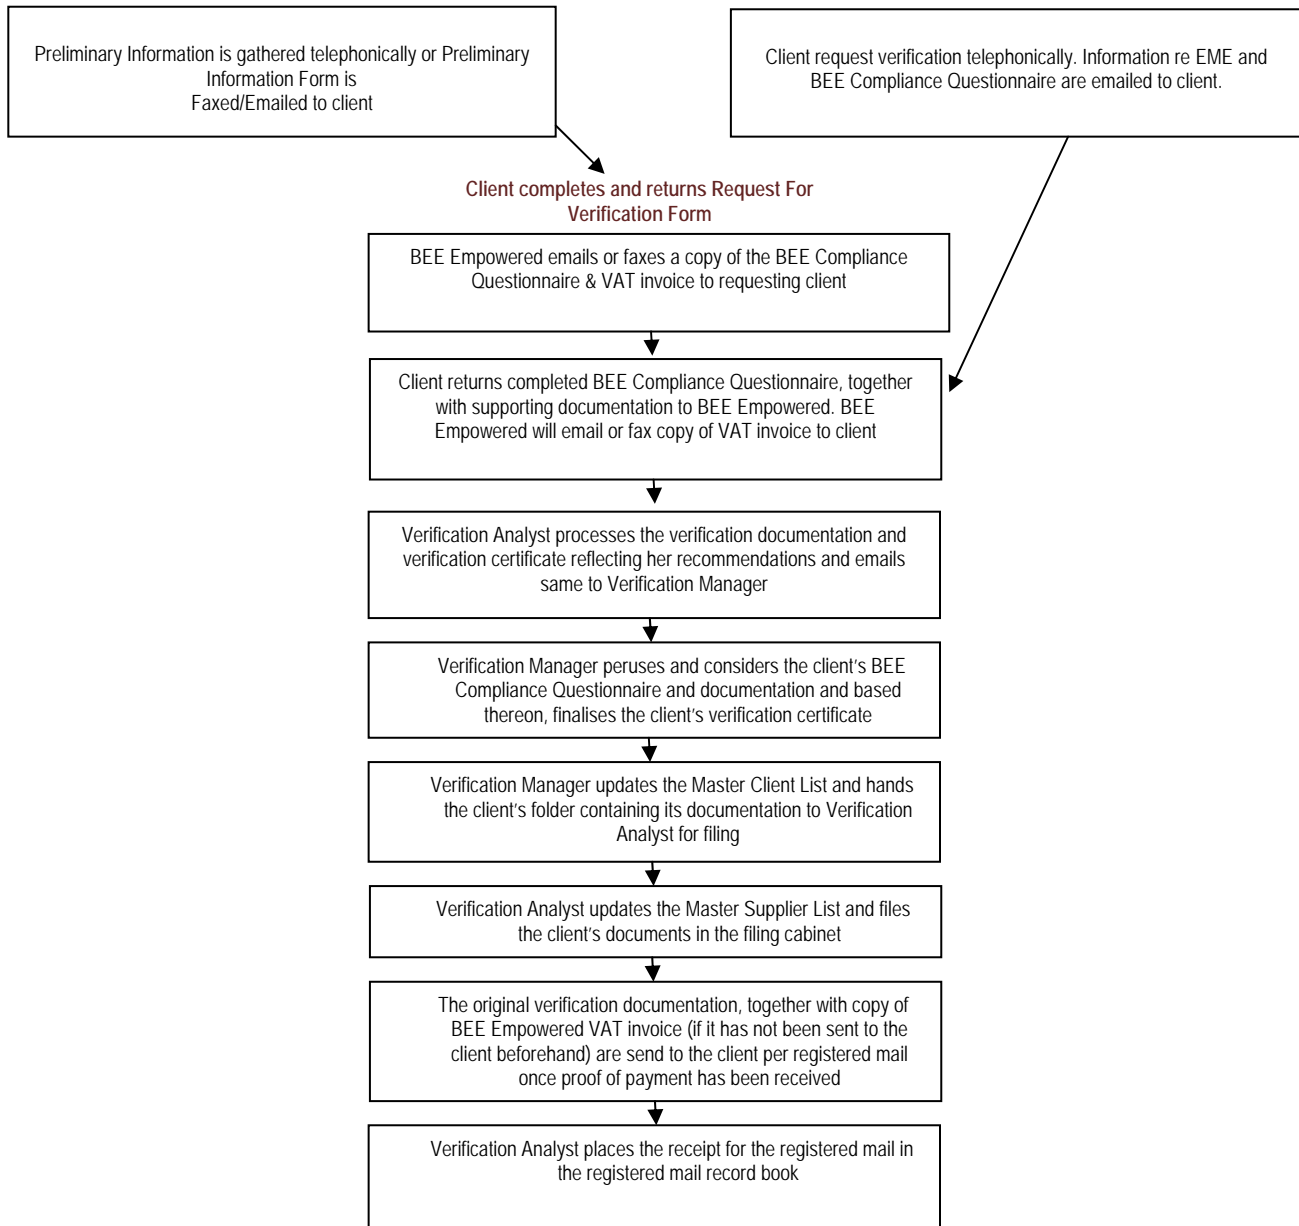 Preliminary Information is gathered telephonically or Preliminary
Information Form is
Faxed/Emailed to client
Client request verification telephonically. Information re EME and
BEE Compliance Questionnaire are emailed to client.
Client completes and returns Request For
Verification Form
BEE Empowered emails or faxes a copy of the BEE Compliance
Questionnaire & VAT invoice to requesting client
Client returns completed BEE Compliance Questionnaire, together
with supporting documentation to BEE Empowered. BEE
Empowered will email or fax copy of VAT invoice to client
Verification Analyst processes the verification documentation and
verification certificate reflecting her recommendations and emails
same to Verification Manager
Verification Manager peruses and considers the client's BEE
Compliance Questionnaire and documentation and based
thereon, finalises the client's verification certificate
Verification Manager updates the Master Client List and hands
the client's folder containing its documentation to Verification
Analyst for filing
Verification Analyst updates the Master Supplier List and files
the client's documents in the filing cabinet
The original verification documentation, together with copy of
BEE Empowered VAT invoice (if it has not been sent to the
client beforehand) are send to the client per registered mail
once proof of payment has been received
Verification Analyst places the receipt for the registered mail in
the registered mail record book